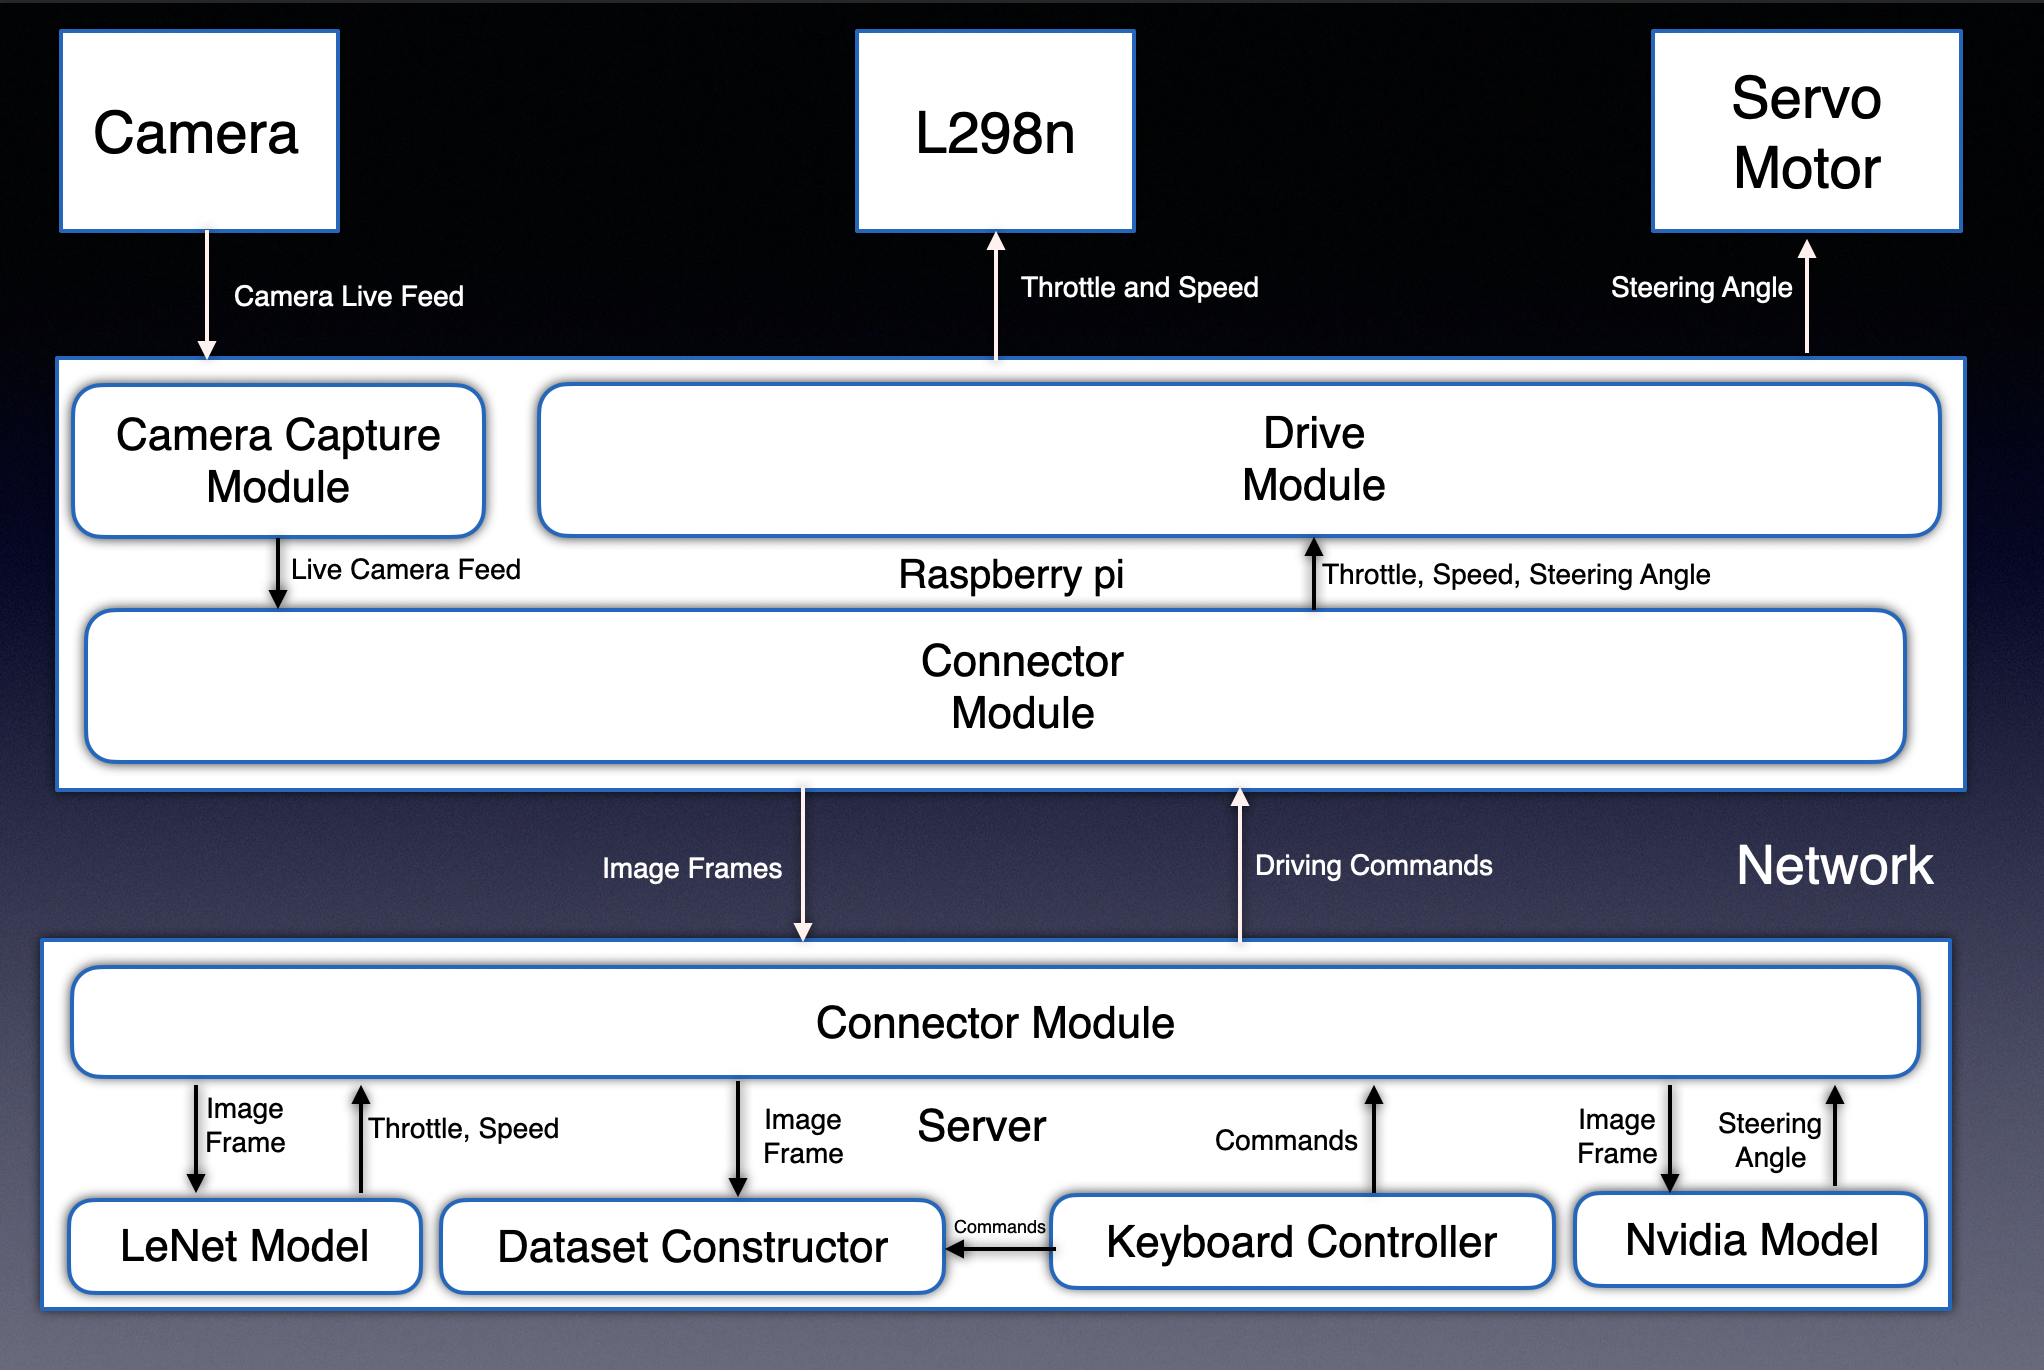 Camera
L298n
Servo
Motor
Camera Live Feed
Throttle and Speed
Steering Angle
Camera Capture
Module
Drive
Module
Live Camera Feed
Raspberry pi
Throttle, Speed, Steering Angle
Connector
Module
Image Frames
Driving Commands
Network
Connector Module
Image
Frame
Throttle, Speed
Image
Frame
Server
Commands
Image
Frame
Steering
Angle
LeNet Model
Dataset Constructor
Commands
Keyboard Controller
Nvidia Model